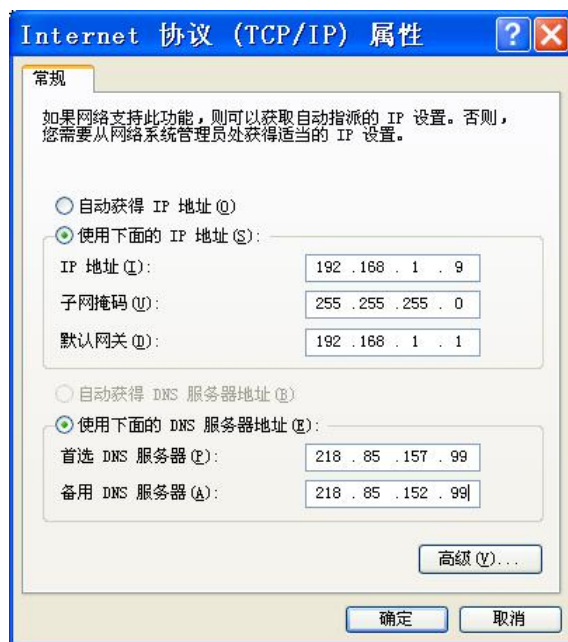 Internet 协议 (TCP/IP) 属性
常规
如果网络支持此功能，则可以获取自动指派的 IP 设置。否则，
您需要从网络系统管理员处获得适当的 IP 设置。
自动获得 IP 地址(O)
使用下面的 IP 地址(S):
IP 地址(I): 192 .168 . 1 . 9
子网掩码(U): 255 .255 .255 . 0
默认网关(D): 192 .168 . 1 . 1
自动获得 DNS 服务器地址(B)
使用下面的 DNS 服务器地址(E):
首选 DNS 服务器(P): 218 . 85 .157 . 99
备用 DNS 服务器(A): 218 . 85 .152 . 99
高级(V)...
确定 取消